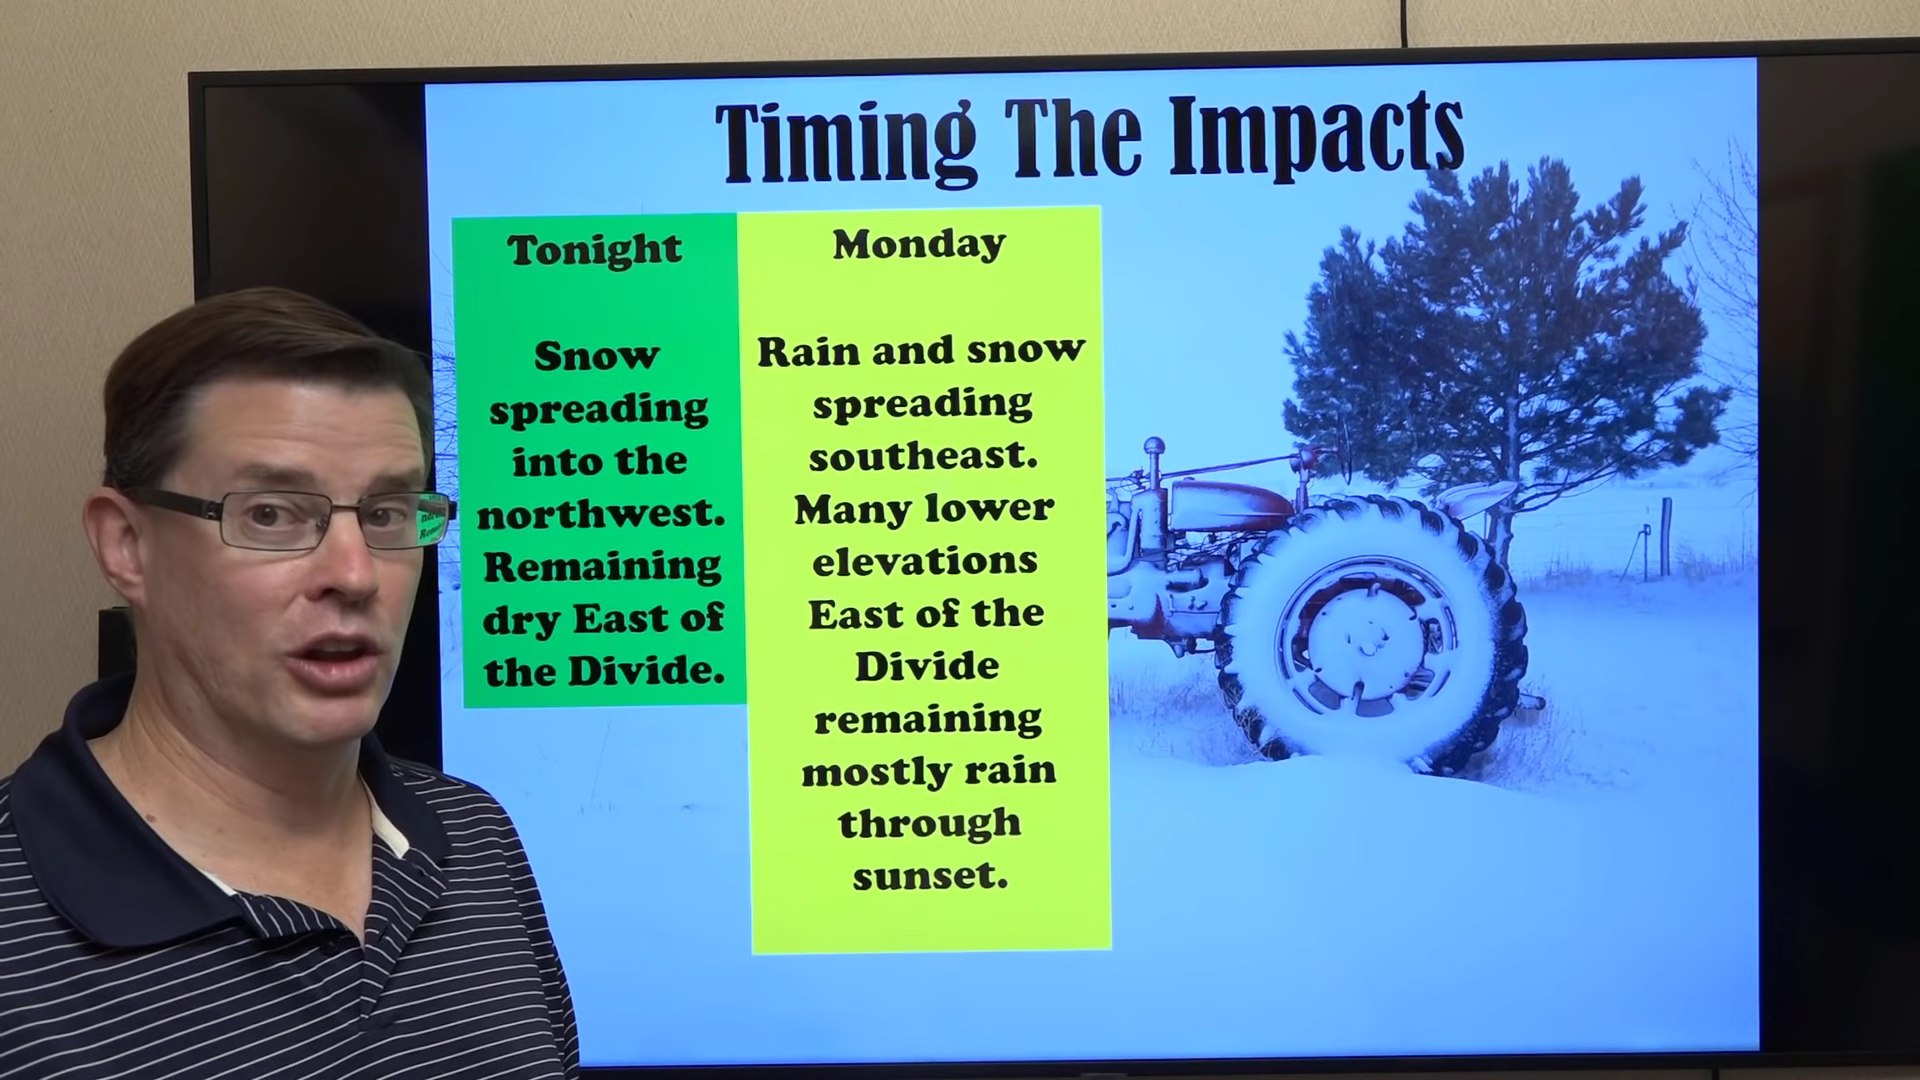 Timing The Impacts
Tonight
Snow
spreading
into the
northwest.
Remaining
dry East of
the Divide.
Monday
Rain and snow
spreading
southeast.
Many lower
elevations
East of the
Divide
remaining
mostly rain
through
sunset.